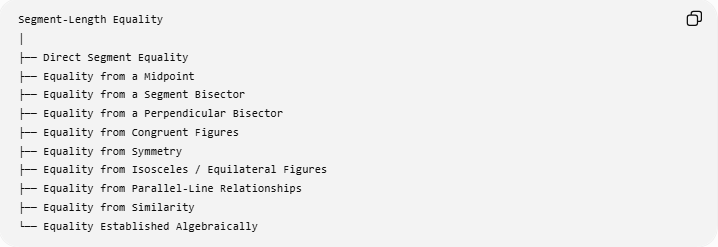 Segment-Length Equality
│
├── Direct Segment Equality
├── Equality from a Midpoint
├── Equality from a Segment Bisector
├── Equality from a Perpendicular Bisector
├── Equality from Congruent Figures
├── Equality from Symmetry
├── Equality from Isosceles / Equilateral Figures
├── Equality from Parallel-Line Relationships
├── Equality from Similarity
└── Equality Established Algebraically